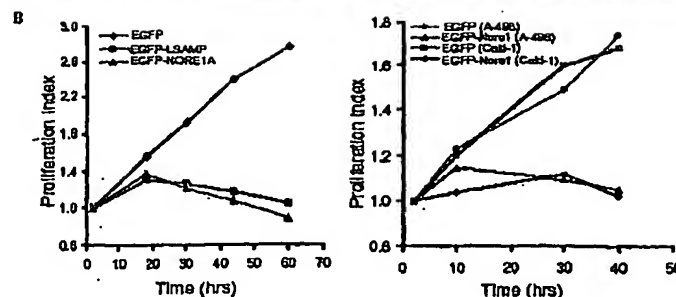 B
3.0
2.6
2.2
1.8
1.4
1.0
0.6
0 10 20 30 40 50 60 70
Proliferation Index
Time (hrs)
EGFP
EGFP-LSAMP
EGFP-NORE1A
1.8
1.6
1.4
1.2
1.0
0.8
0 10 20 30 40 50
Proliferation Index
Time (hrs)
EGFP (A-498)
EGFP-Nore1 (A-498)
EGFP (Caki-1)
EGFP-Nore1 (Caki-1)